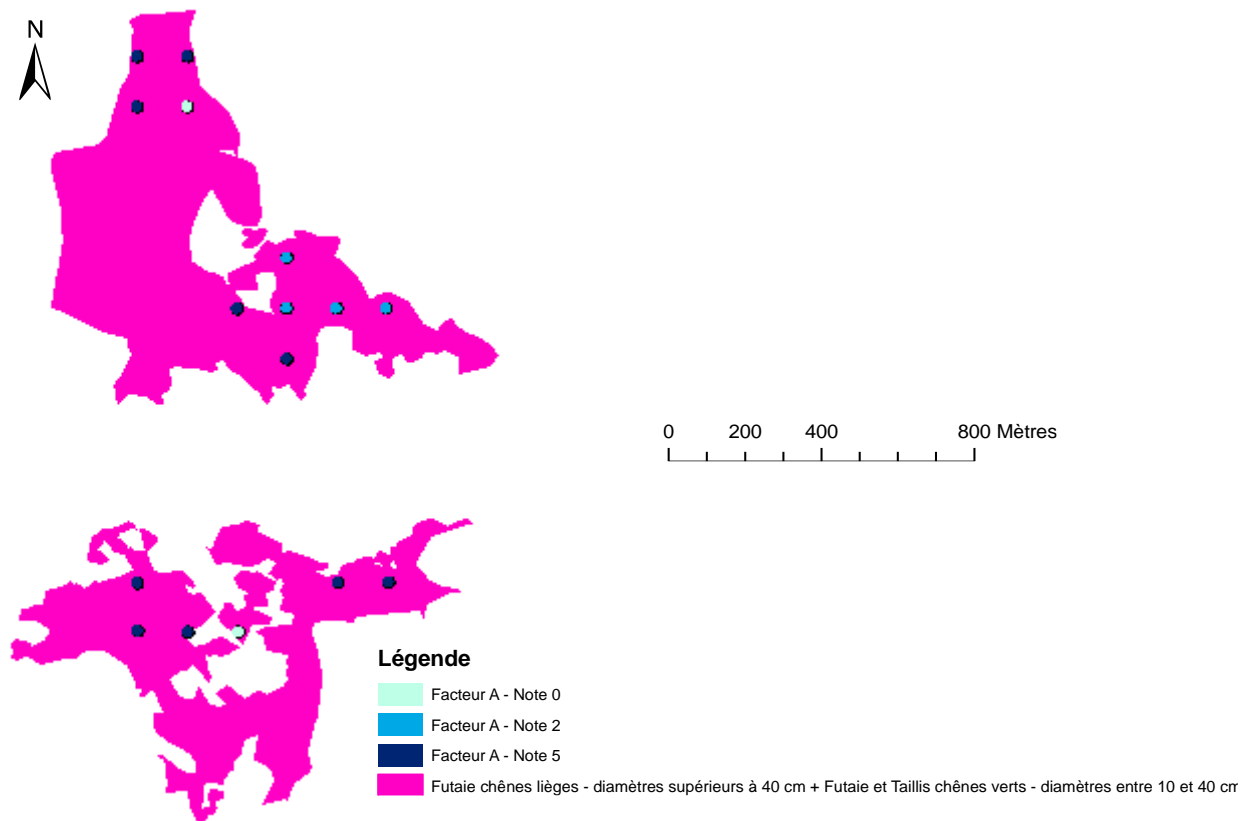 N
0 200 400 800 Mètres
Légende
Facteur A - Note 0
Facteur A - Note 2
Facteur A - Note 5
Futaie chênes lièges - diamètres supérieurs à 40 cm + Futaie et Taillis chênes verts - diamètres entre 10 et 40 cm